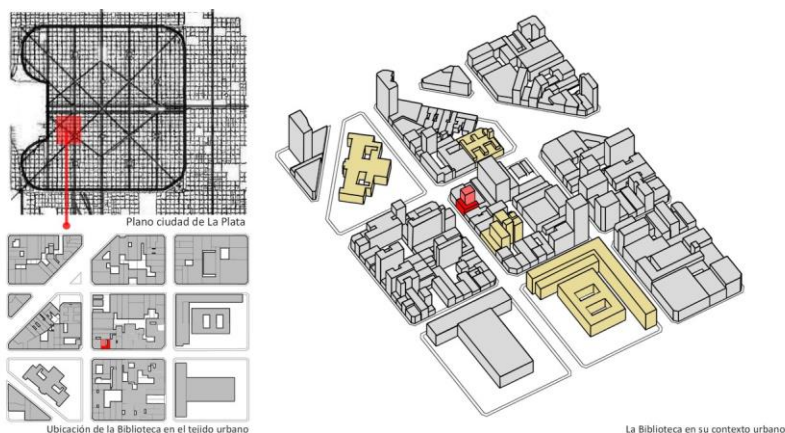 Plano ciudad de La Plata
Ubicación de la Biblioteca en el tejido urbano
La Biblioteca en su contexto urbano